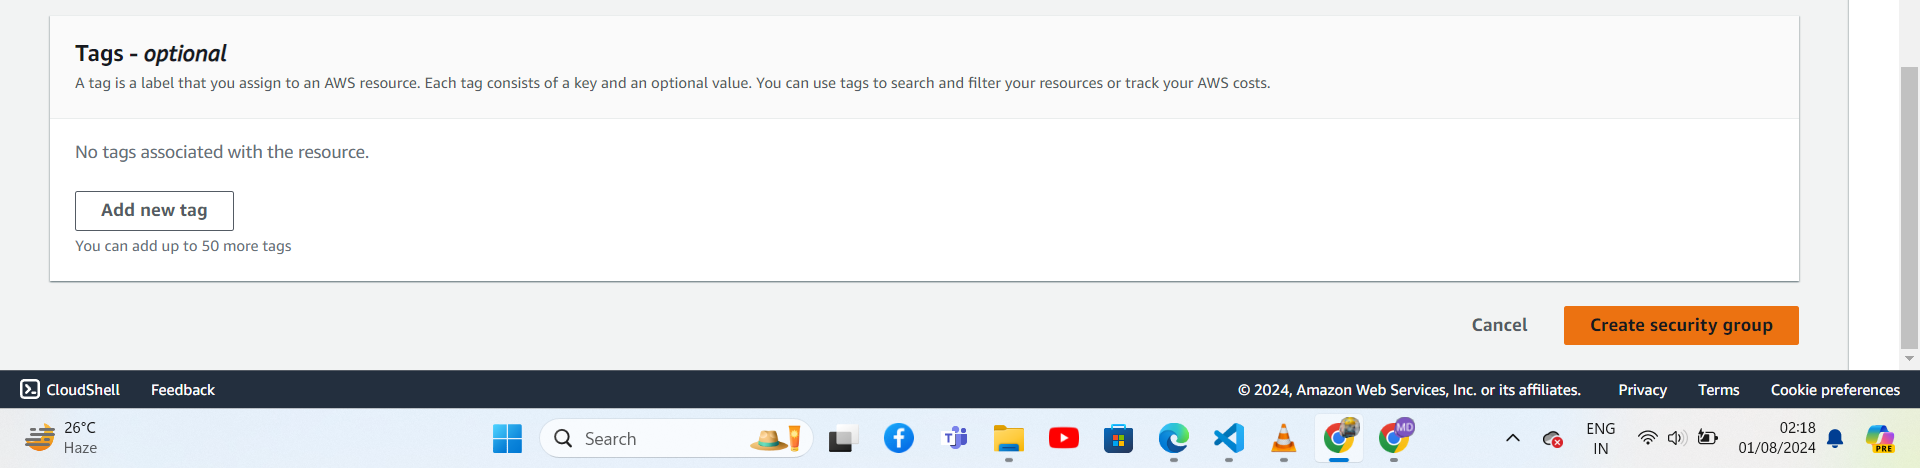 Tags - optional
A tag is a label that you assign to an AWS resource. Each tag consists of a key and an optional value. You can use tags to search and filter your resources or track your AWS costs.
No tags associated with the resource.
Add new tag
You can add up to 50 more tags
Cancel
Create security group
CloudShell
Feedback
© 2024, Amazon Web Services, Inc. or its affiliates.
Privacy
Terms
Cookie preferences
26°C
Haze
Search
MD
ENG
IN
02:18
01/08/2024
PRE